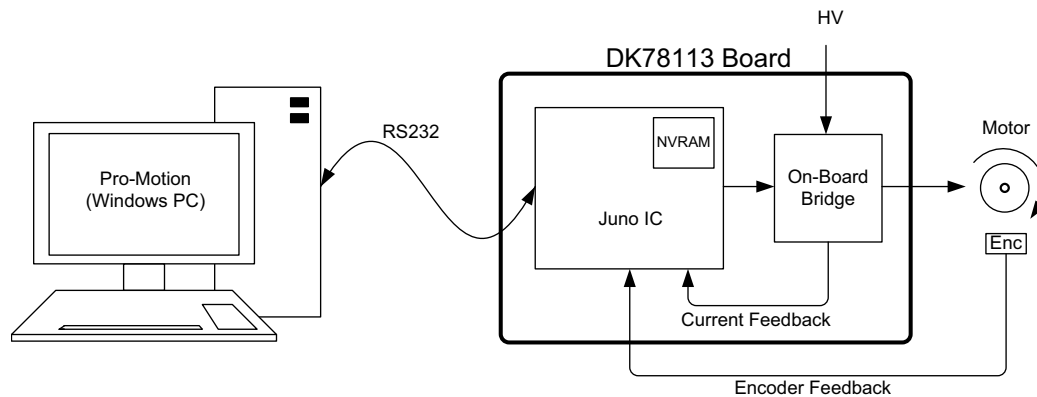 HV
DK78113 Board
RS232
NVRAM
Motor
Pro-Motion
(Windows PC)
On-Board
Bridge
Juno IC
Enc
Current Feedback
Encoder Feedback